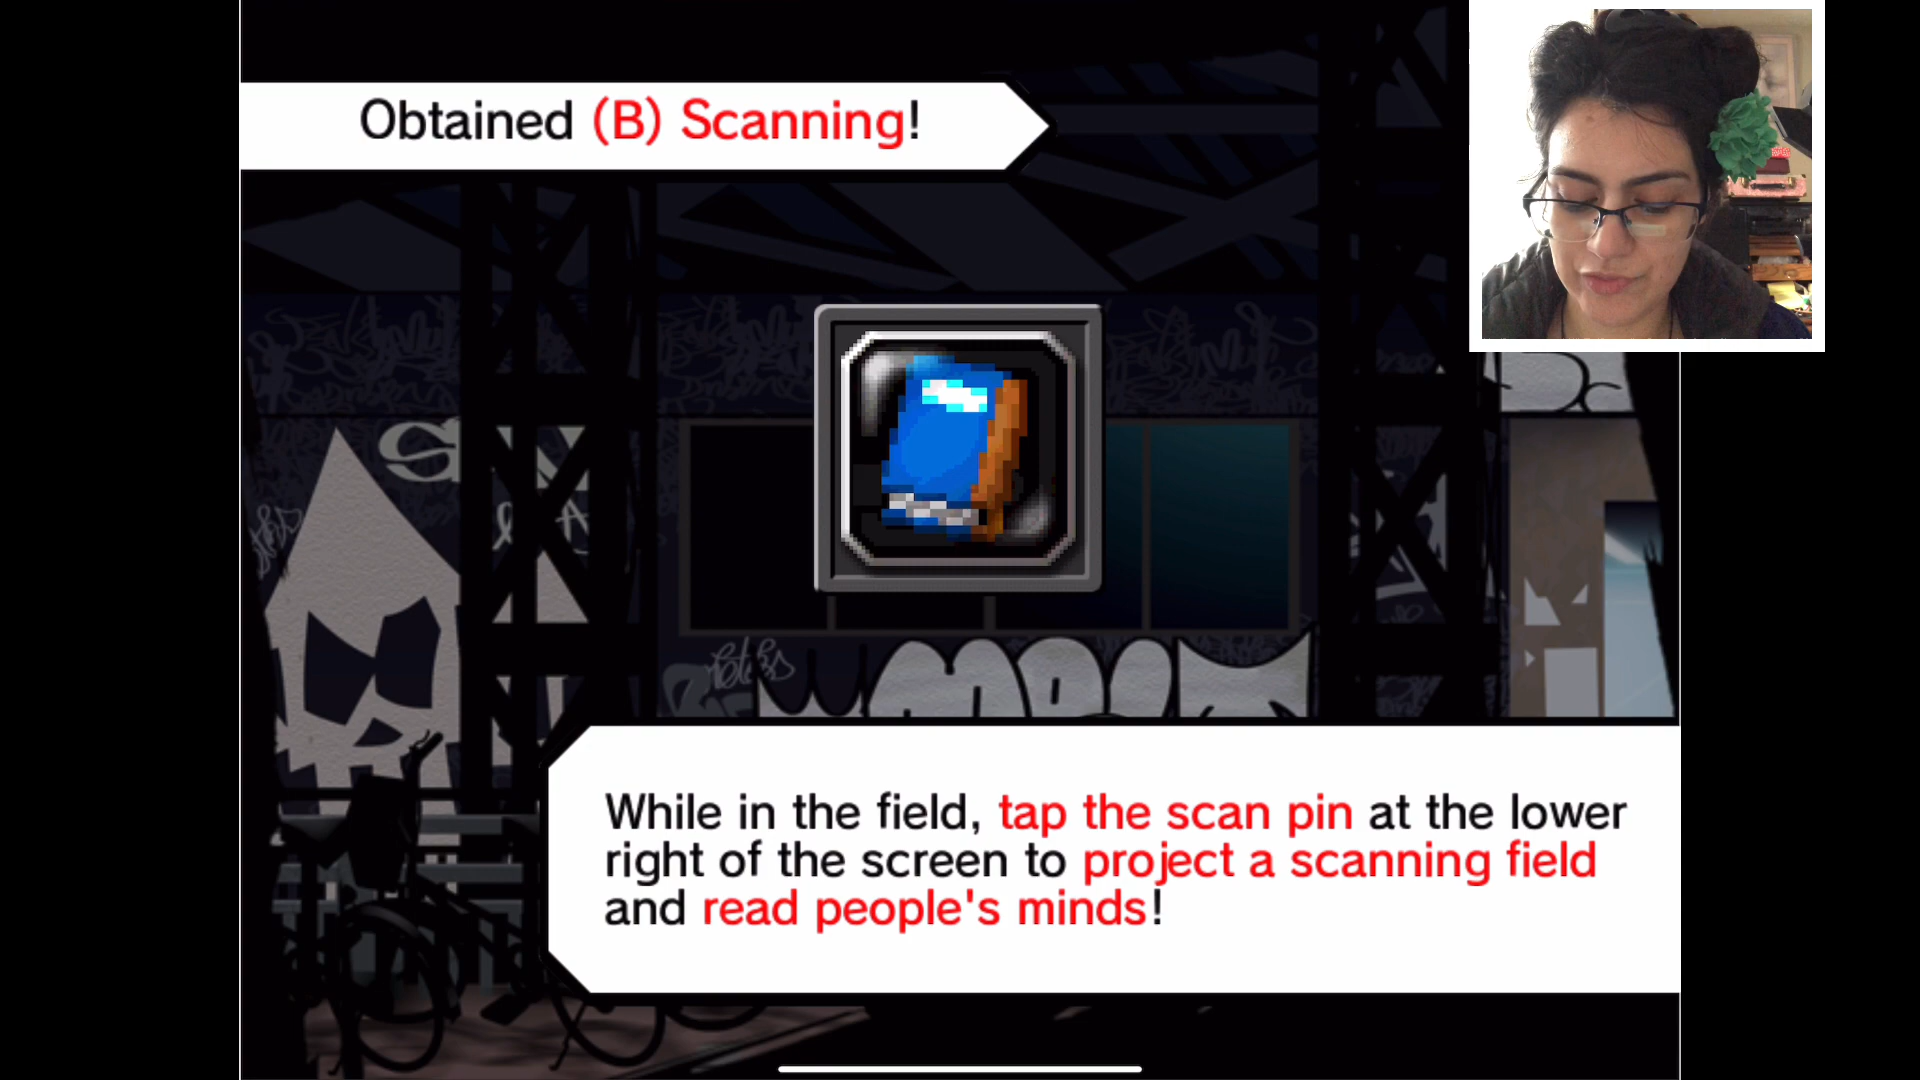 Obtained (B) Scanning!
While in the field, tap the scan pin at the lower
right of the screen to project a scanning field
and read people's minds!